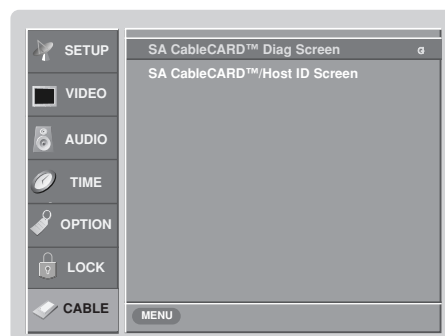 SETUP
VIDEO
AUDIO
TIME
OPTION
LOCK
CABLE
SA CableCARD™ Diag Screen G
SA CableCARD™/Host ID Screen
MENU